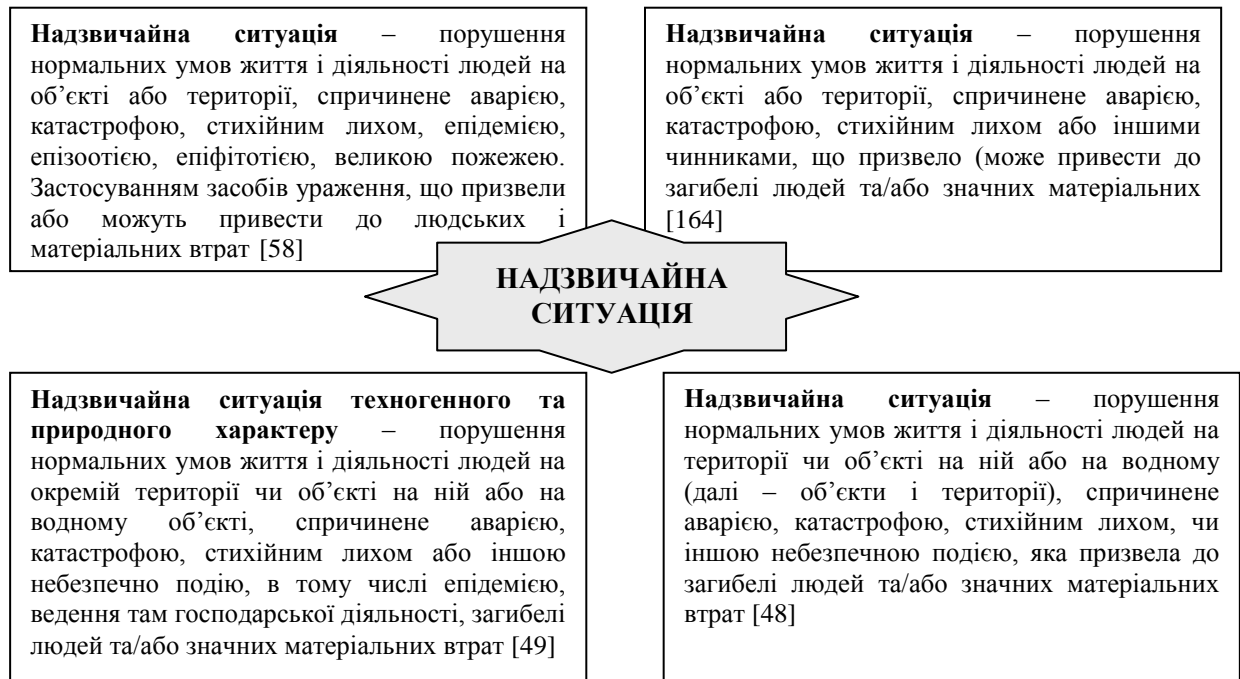 Надзвичайна ситуація – порушення
нормальних умов життя і діяльності людей на
об’єкті або території, спричинене аварією,
катастрофою, стихійним лихом, епідемією,
епізоотією, епіфітотією, великою пожежею.
Застосуванням засобів ураження, що призвели
або можуть привести до людських і
матеріальних втрат [58]
Надзвичайна ситуація – порушення
нормальних умов життя і діяльності людей на
об’єкті або території, спричинене аварією,
катастрофою, стихійним лихом або іншими
чинниками, що призвело (може привести до
загибелі людей та/або значних матеріальних
[164]
НАДЗВИЧАЙНА
СИТУАЦІЯ
Надзвичайна ситуація техногенного та
природного характеру – порушення
нормальних умов життя і діяльності людей на
окремій території чи об’єкті на ній або на
водному об’єкті, спричинене аварією,
катастрофою, стихійним лихом або іншою
небезпечно подію, в тому числі епідемією,
ведення там господарської діяльності, загибелі
людей та/або значних матеріальних втрат [49]
Надзвичайна ситуація – порушення
нормальних умов життя і діяльності людей на
території чи об’єкті на ній або на водному
(далі – об’єкти і території), спричинене
аварією, катастрофою, стихійним лихом, чи
іншою небезпечною подією, яка призвела до
загибелі людей та/або значних матеріальних
втрат [48]